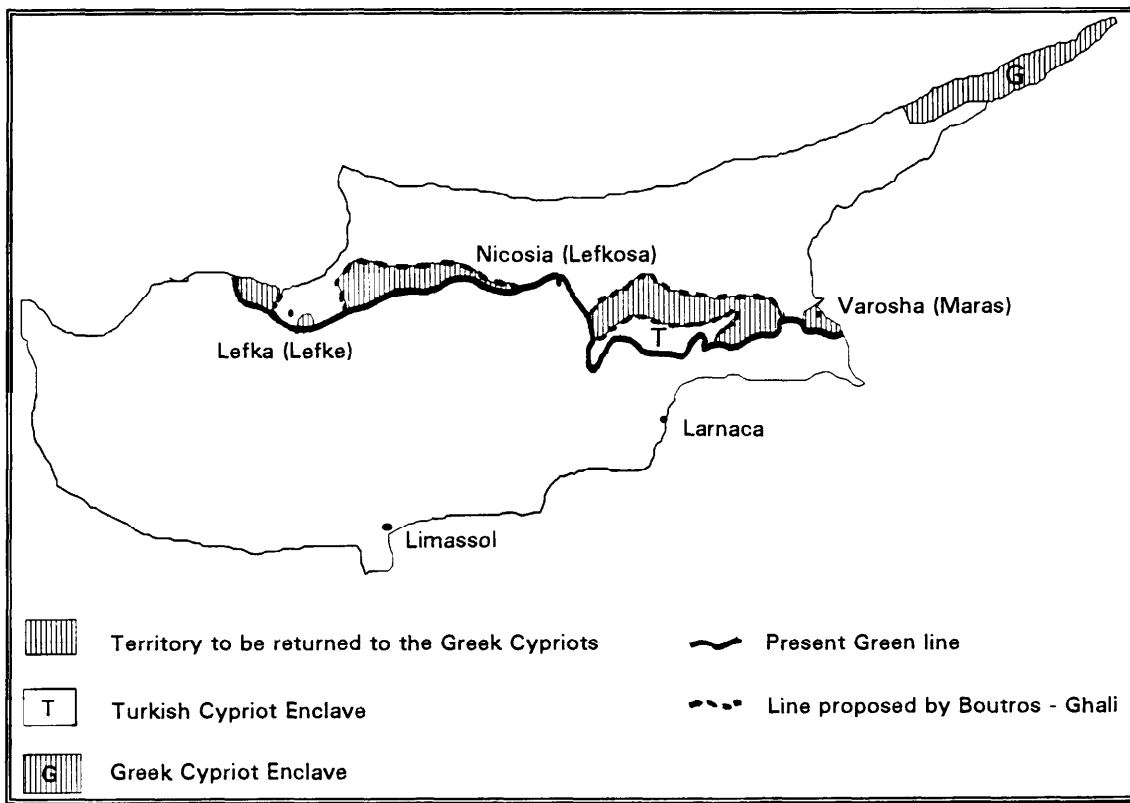 G
Nicosia (Lefkosa)
Varosha (Maras)
T
Lefka (Lefke)
Larnaca
Limassol
Territory to be returned to the Greek Cypriots
Present Green line
T
Turkish Cypriot Enclave
Line proposed by Boutros - Ghali
G
Greek Cypriot Enclave